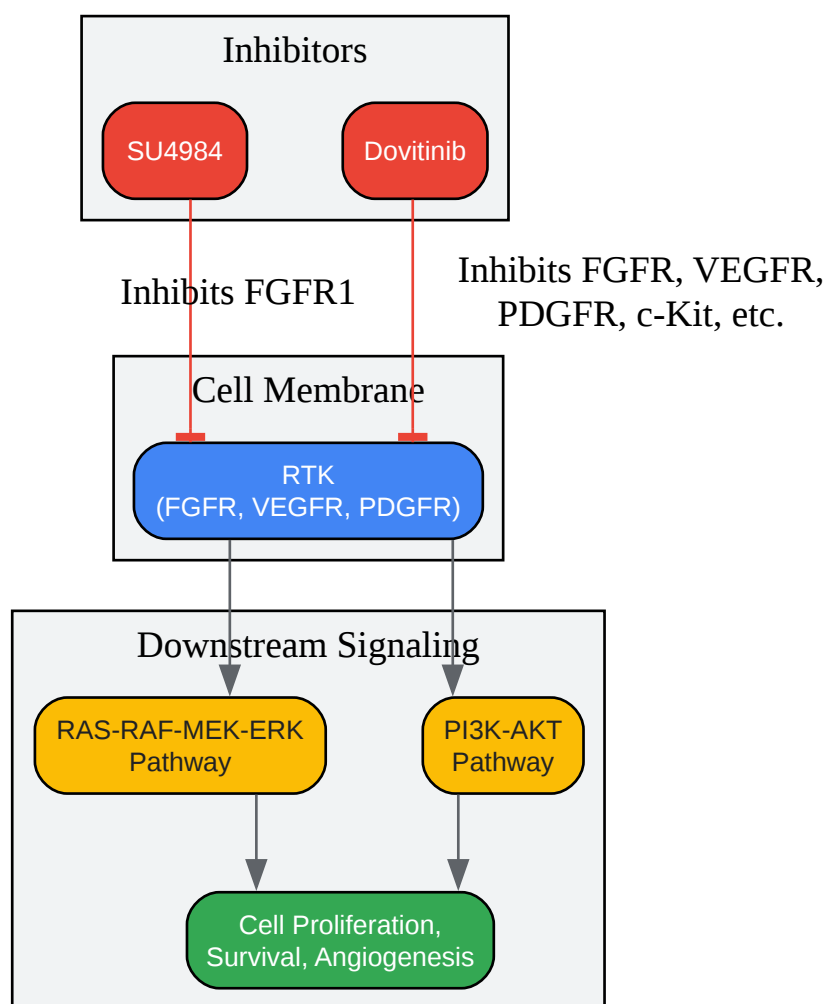 Inhibitors
SU4984
Dovitinib
Inhibits FGFR1
Inhibits FGFR, VEGFR,
PDGFR, c-Kit, etc.
Cell Membrane
RTK
(FGFR, VEGFR, PDGFR)
Downstream Signaling
RAS-RAF-MEK-ERK
Pathway
PI3K-AKT
Pathway
Cell Proliferation,
Survival, Angiogenesis